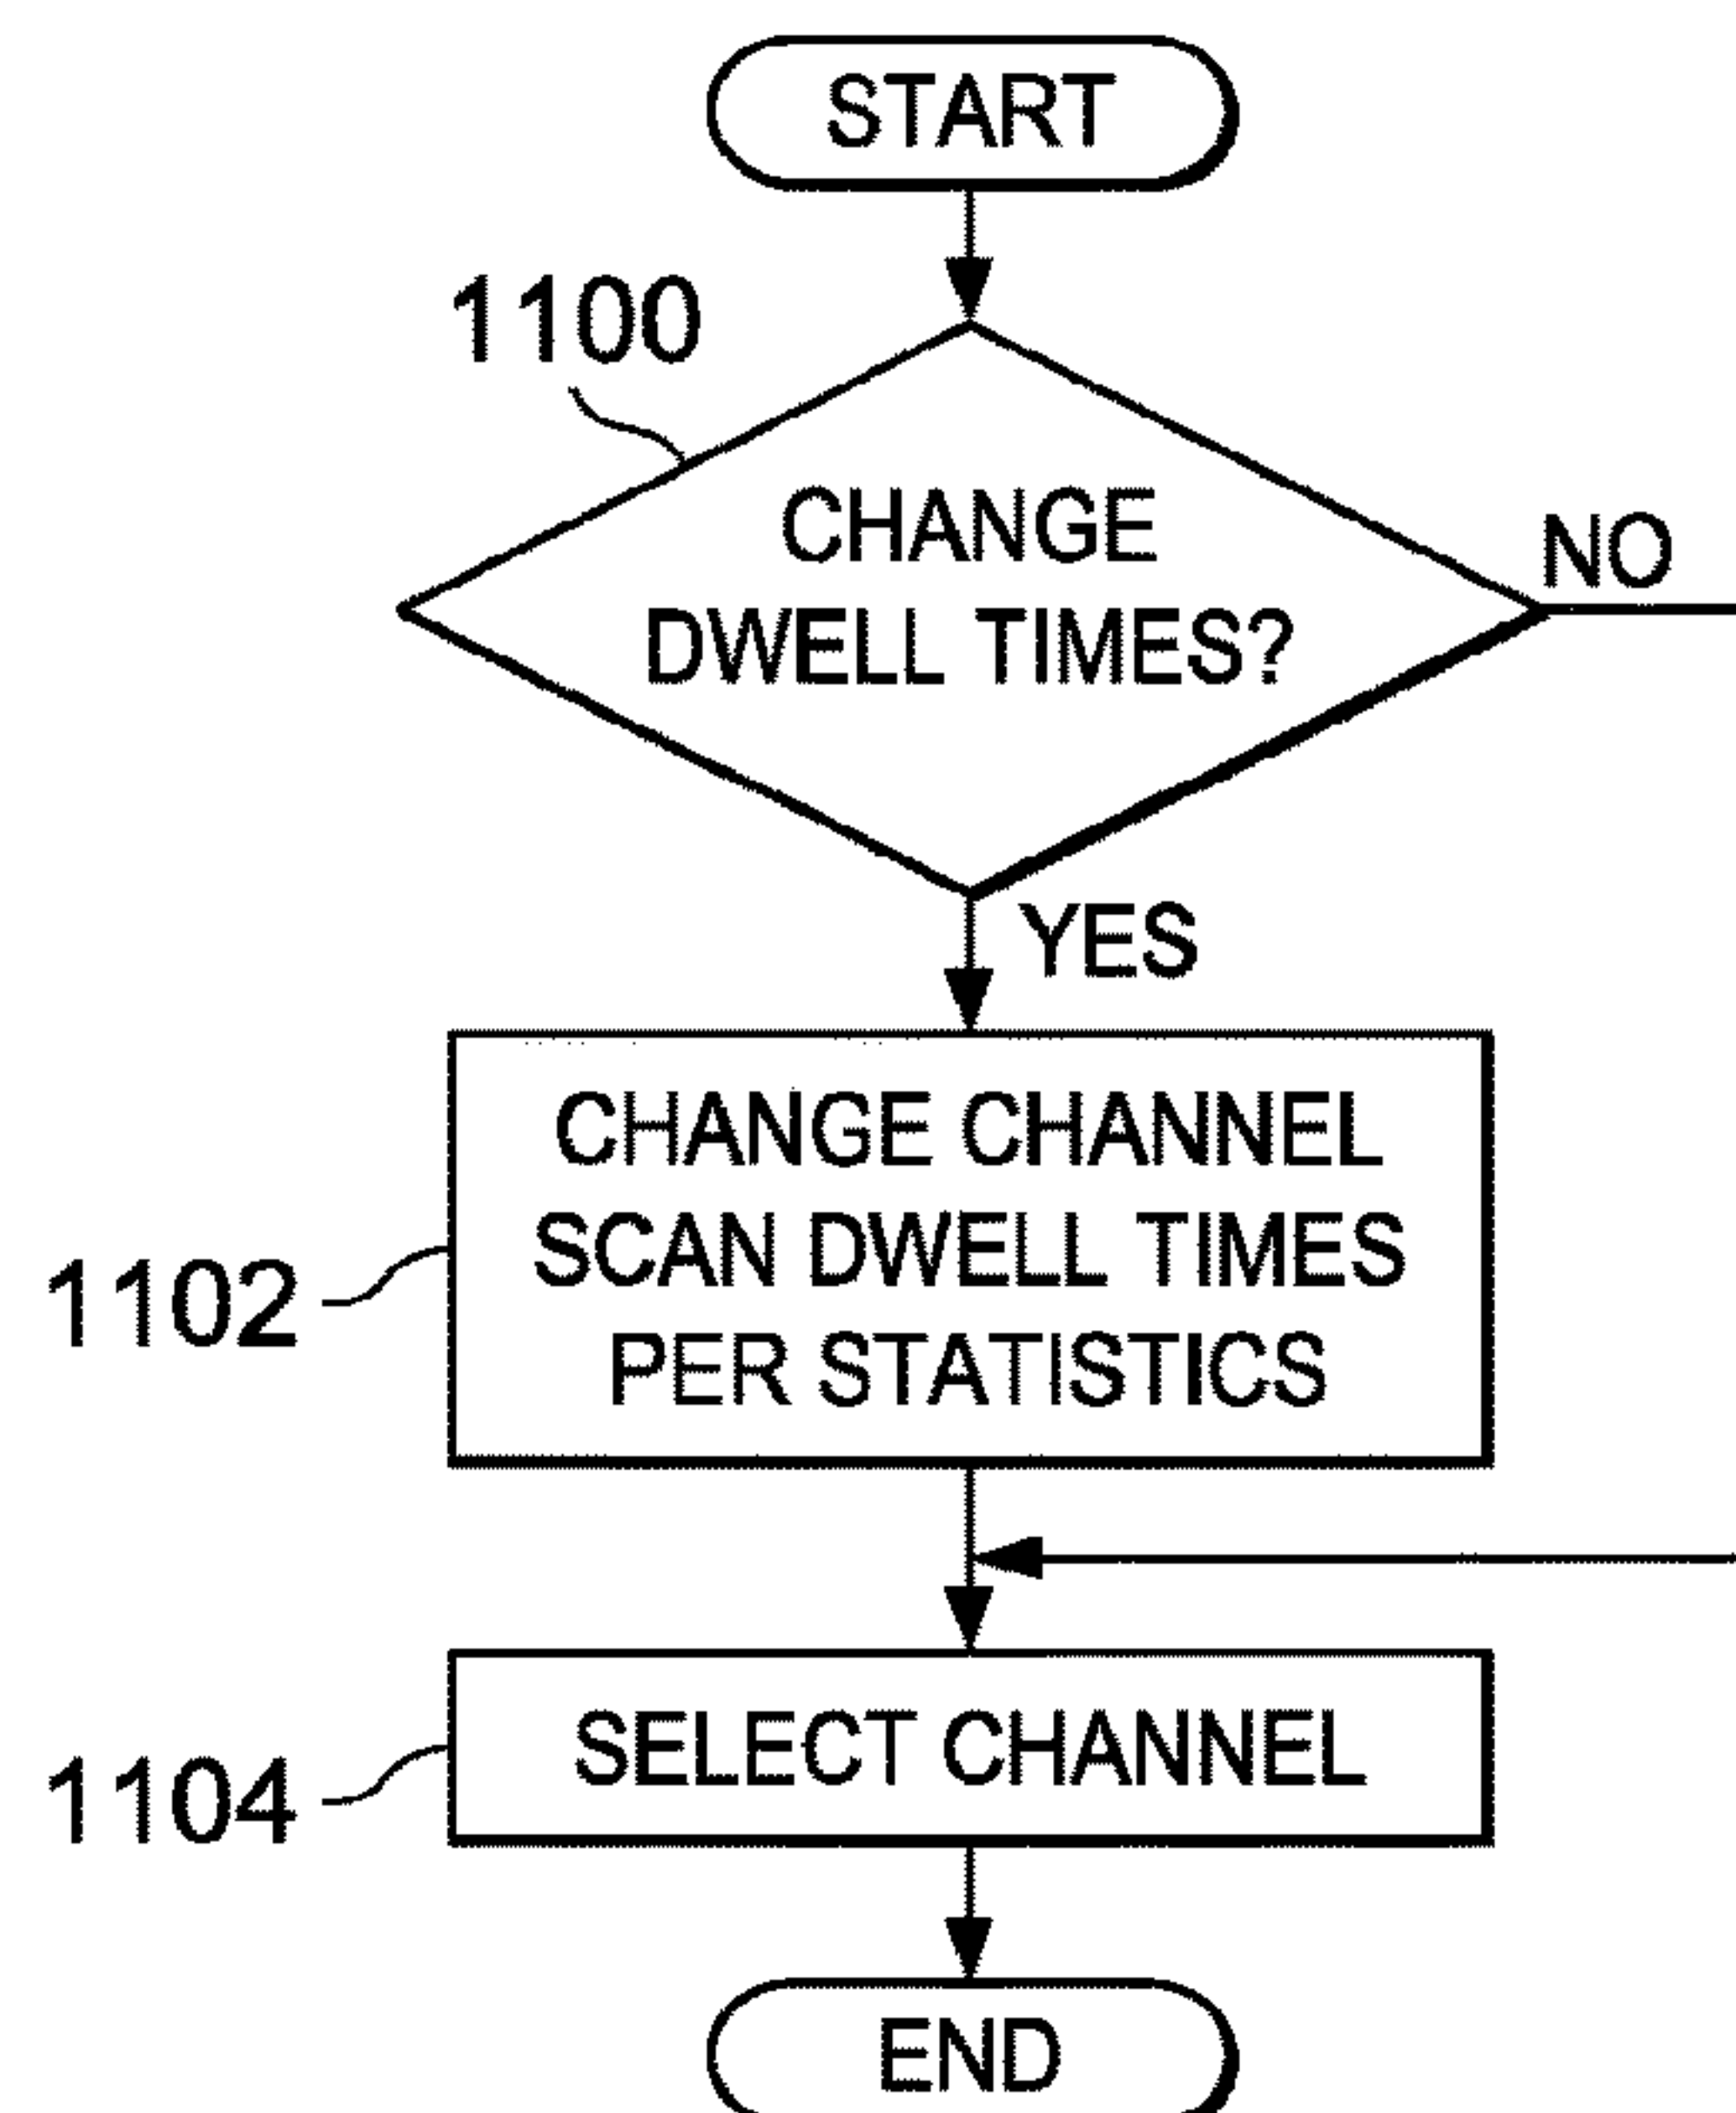 START
1100
CHANGE
DWELL TIMES?
NO
YES
CHANGE CHANNEL
SCAN DWELL TIMES
PER STATISTICS
1102
SELECT CHANNEL
1104
END